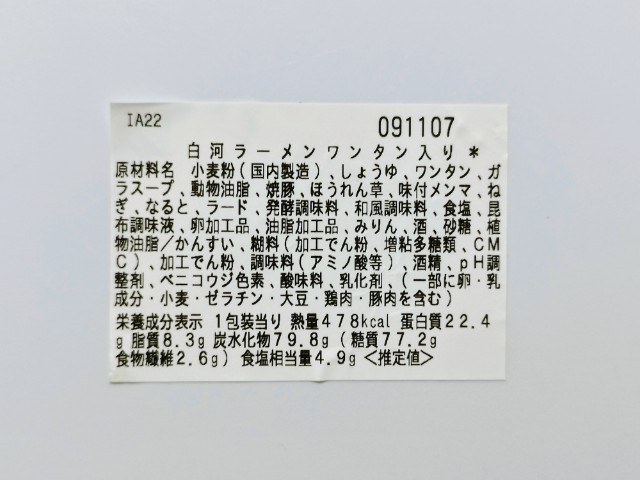 IA22
091107
白河ラーメンワンタン入り＊
原材料名 小麦粉(国内製造)、しょうゆ、ワンタン、ガ
ラスープ、動物油脂、焼豚、ほうれん草、味付メンマ、ね
ぎ、なると、ラード、発酵調味料、和風調味料、食塩、昆
布調味液、卵加工品、油脂加工品、みりん、酒、砂糖、植
物油脂/かんすい、糊料(加工でん粉、増粘多糖類、CM
C)、加工でん粉、調味料(アミノ酸等)、酒精、pH調
整剤、ベニコウジ色素、酸味料、乳化剤、(一部に卵・乳
成分・小麦・ゼラチン・大豆・鶏肉・豚肉を含む)
栄養成分表示 1包装当り 熱量478kcal 蛋白質22.4
g 脂質8.3g 炭水化物79.8g(糖質77.2g
食物繊維2.6g) 食塩相当量4.9g <推定値>